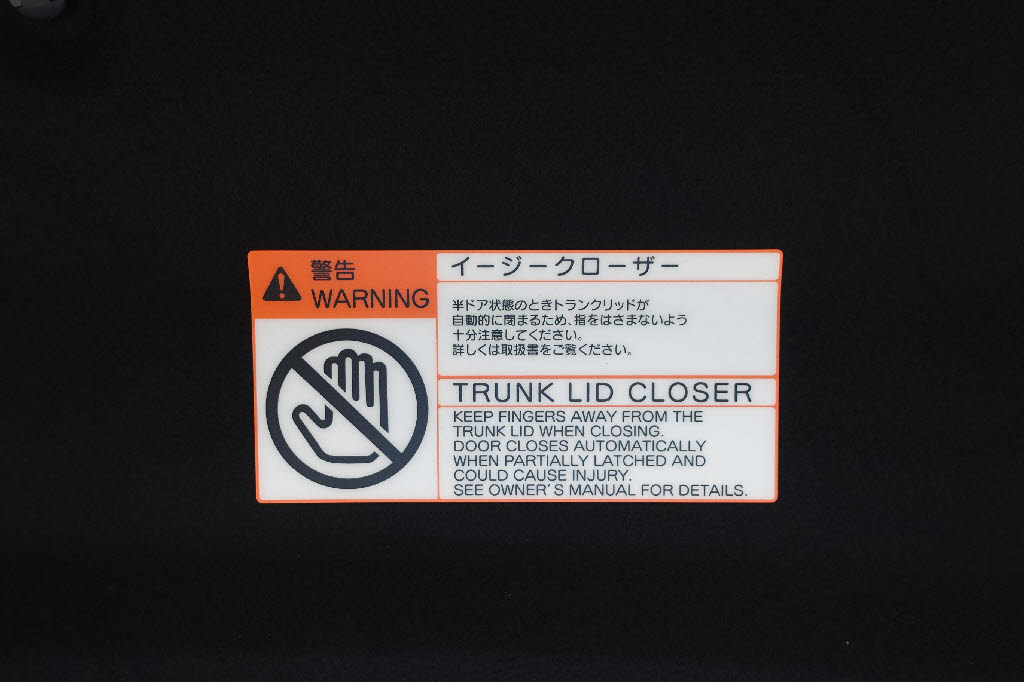 警告
WARNING
イージークローザー
半ドア状態のときトランクリッドが
自動的に閉まるため、指をはさまないよう
十分注意してください。
詳しくは取扱書をご覧ください。
TRUNK LID CLOSER
KEEP FINGERS AWAY FROM THE
TRUNK LID WHEN CLOSING.
DOOR CLOSES AUTOMATICALLY
WHEN PARTIALLY LATCHED AND
COULD CAUSE INJURY.
SEE OWNER'S MANUAL FOR DETAILS.